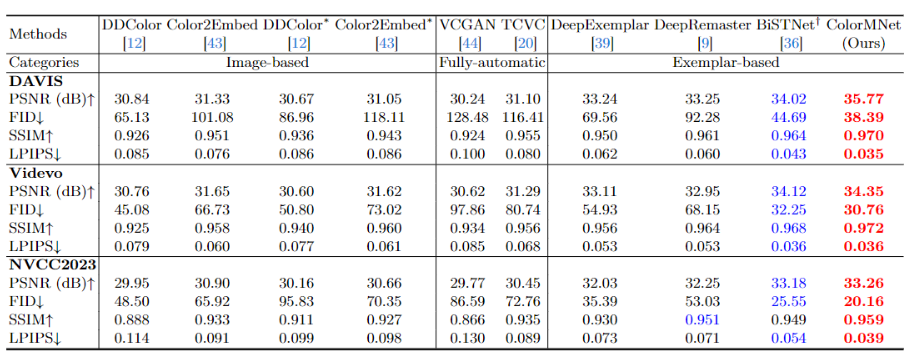 Methods DDColor Color2Embed DDColor* Color2Embed* VCGAN TCVC DeepExemplar DeepRemaster BiSTNet† ColorMNet
[12] [43] [12] [43] [44] [20] [39] [9] [36] (Ours)
Categories Image-based Fully-automatic Exemplar-based
DAVIS
PSNR (dB)↑ 30.84 31.33 30.67 31.05 30.24 31.10 33.24 33.25 34.02 35.77
FID↓ 65.13 101.08 86.96 118.11 128.48 116.41 69.56 92.28 44.69 38.39
SSIM↑ 0.926 0.951 0.936 0.943 0.924 0.955 0.950 0.961 0.964 0.970
LPIPS↓ 0.085 0.076 0.086 0.086 0.100 0.080 0.062 0.060 0.043 0.035
Videvo
PSNR (dB)↑ 30.76 31.65 30.60 31.62 30.62 31.29 33.11 32.95 34.12 34.35
FID↓ 45.08 66.73 50.80 73.02 97.86 80.74 54.93 68.15 32.25 30.76
SSIM↑ 0.925 0.958 0.940 0.960 0.934 0.956 0.956 0.964 0.968 0.972
LPIPS↓ 0.079 0.060 0.077 0.061 0.085 0.068 0.053 0.053 0.036 0.036
NVCC2023
PSNR (dB)↑ 29.95 30.90 30.16 30.66 29.77 30.45 32.03 32.25 33.18 33.26
FID↓ 48.50 65.92 95.83 70.35 86.59 72.76 35.39 53.03 25.55 20.16
SSIM↑ 0.888 0.933 0.911 0.927 0.866 0.935 0.930 0.951 0.949 0.959
LPIPS↓ 0.114 0.091 0.099 0.098 0.130 0.089 0.073 0.071 0.054 0.039